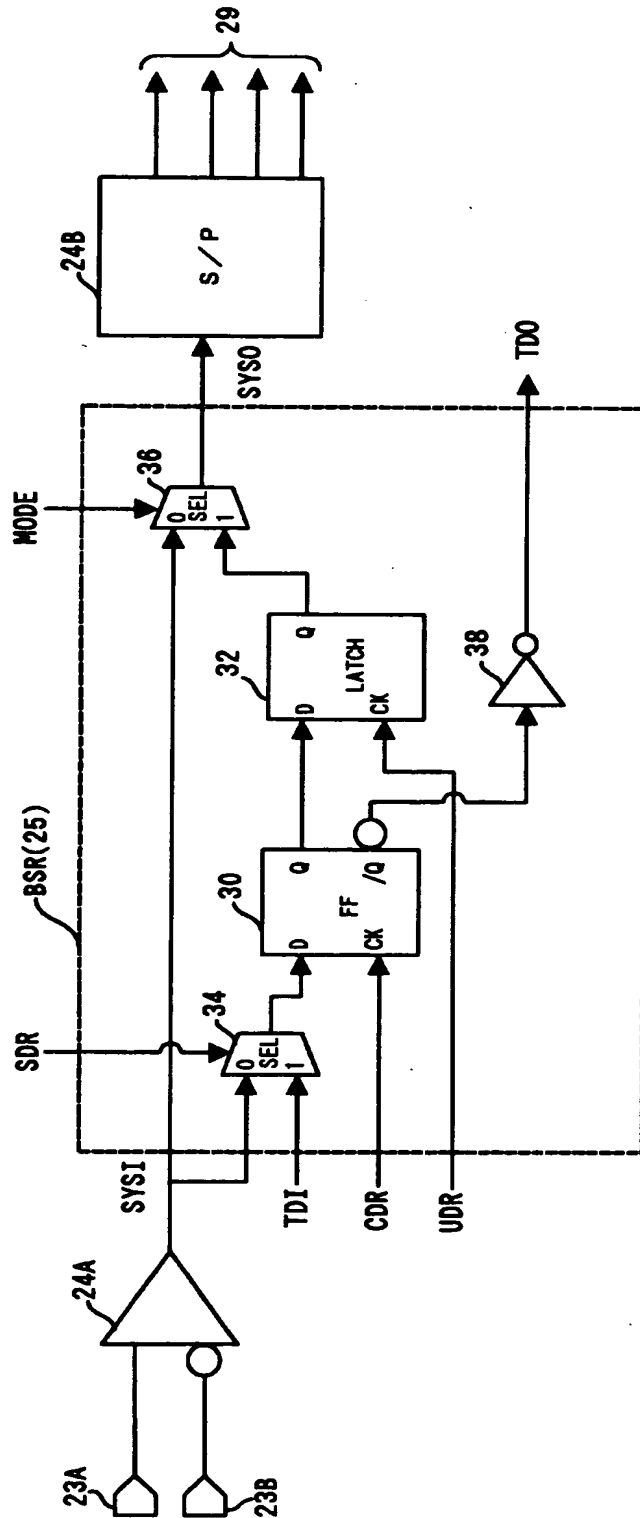 23A
23B
24A
SYSI
SDR
BSR(25)
MODE
TDI
CDR
UDR
34
0
SEL
1
30
D
Q
FF
CK
/Q
32
D
Q
LATCH
CK
36
0
SEL
1
38
SYSO
TDO
24B
S/P
29